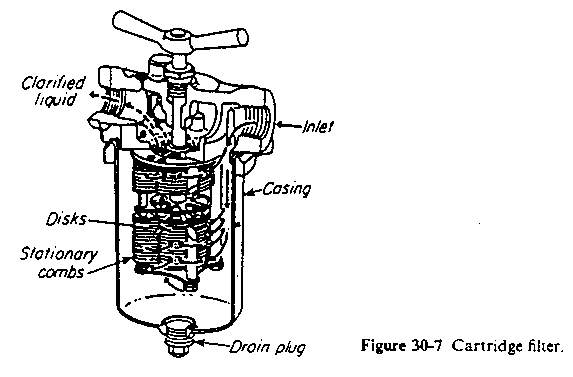 Clarified
liquid
Inlet
Casing
Disks
Stationary
combs
Drain plug
Figure 30-7 Cartridge filter.